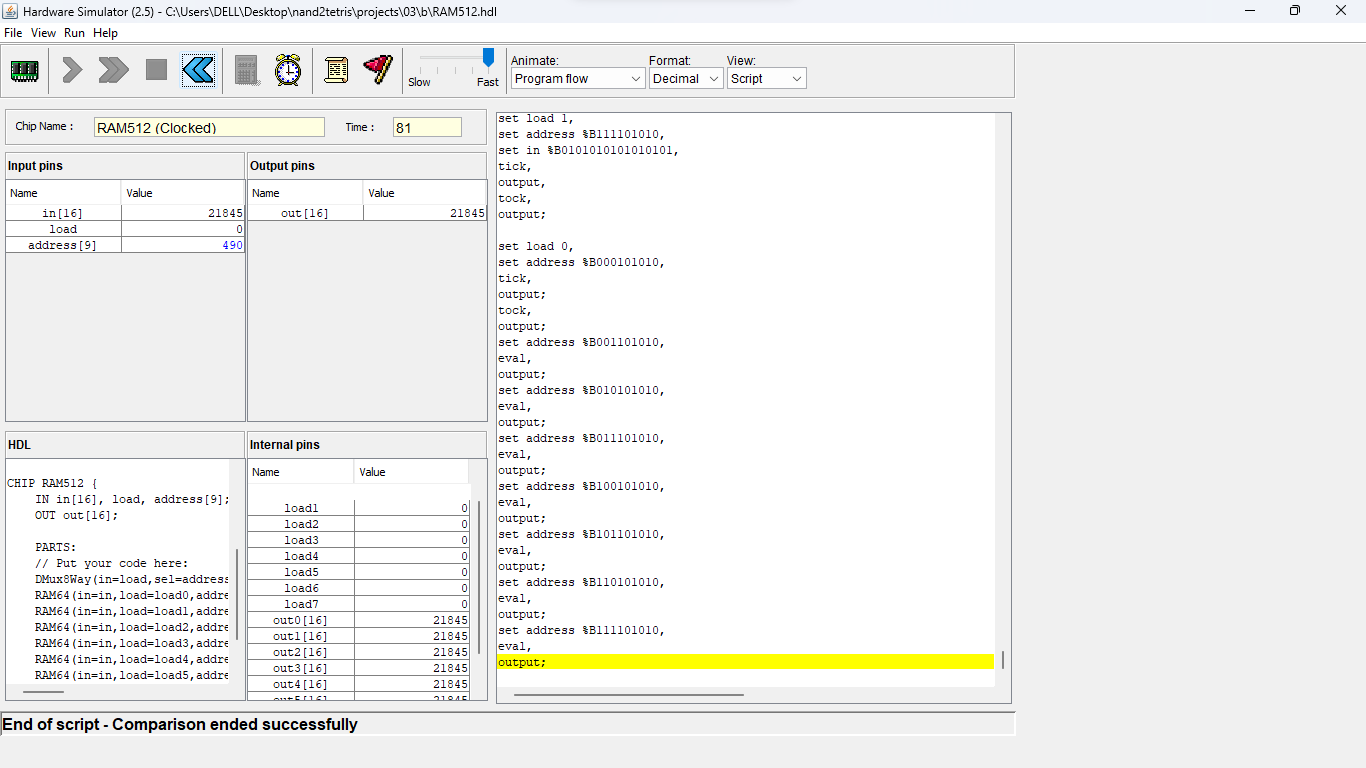 Hardware Simulator (2.5) - C:\Users\DELL\Desktop\nand2tetris\projects\03\b\RAM512.hdl
File View Run Help
Slow Fast
Animate: Format: View:
Program flow Decimal Script
Chip Name : RAM512 (Clocked) Time : 81
Input pins
Name Value
in[16] 21845
load 0
address[9] 490
Output pins
Name Value
out[16] 21845
HDL
CHIP RAM512 {
IN in[16], load, address[9];
OUT out[16];
PARTS:
// Put your code here:
DMux8Way(in=load,sel=address
RAM64(in=in,load=load0,addre
RAM64(in=in,load=load1,addre
RAM64(in=in,load=load2,addre
RAM64(in=in,load=load3,addre
RAM64(in=in,load=load4,addre
RAM64(in=in,load=load5,addre
Internal pins
Name Value
load1 0
load2 0
load3 0
load4 0
load5 0
load6 0
load7 0
out0[16] 21845
out1[16] 21845
out2[16] 21845
out3[16] 21845
out4[16] 21845
out5[16] 21845
set load 1,
set address %B111101010,
set in %B0101010101010101,
tick,
output,
tock,
output;
set load 0,
set address %B000101010,
tick,
output;
tock,
output;
set address %B001101010,
eval,
output;
set address %B010101010,
eval,
output;
set address %B011101010,
eval,
output;
set address %B100101010,
eval,
output;
set address %B101101010,
eval,
output;
set address %B110101010,
eval,
output;
set address %B111101010,
eval,
output;
End of script - Comparison ended successfully